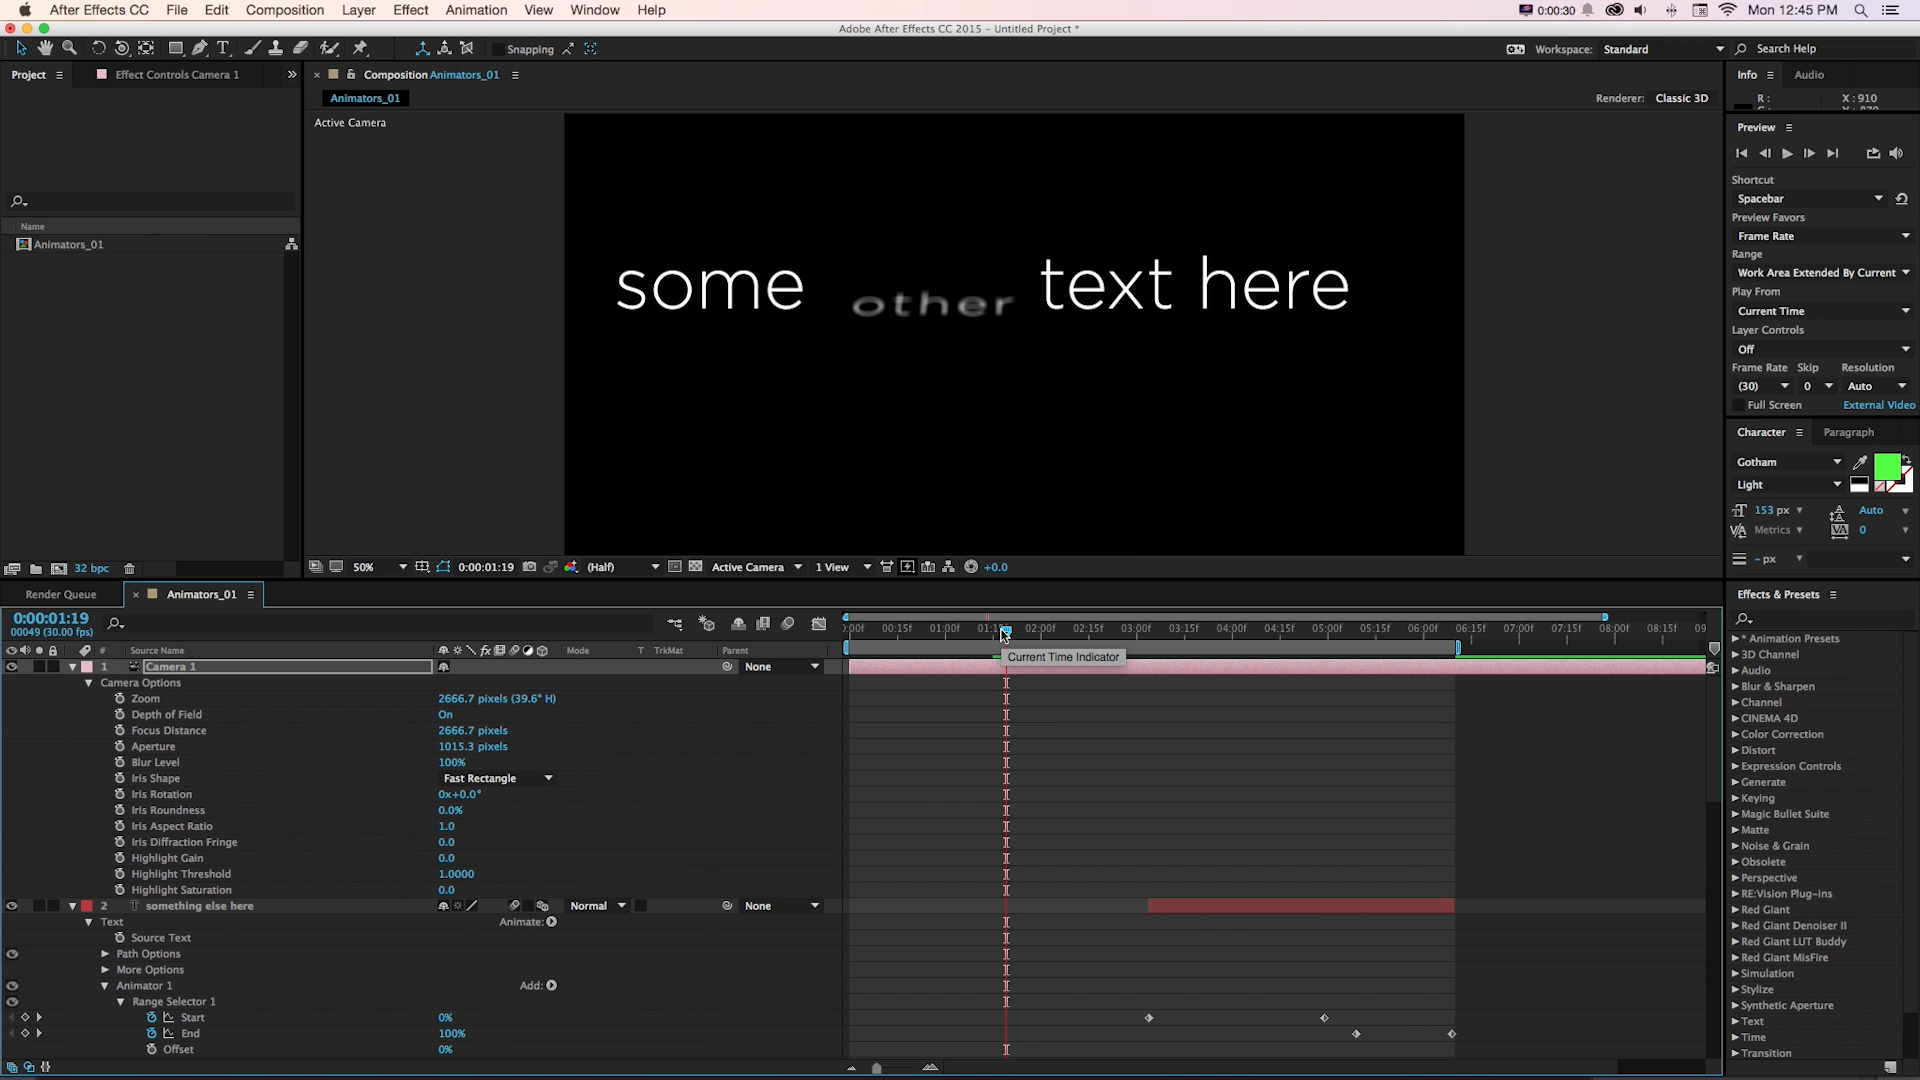 After Effects CC File Edit Composition Layer Effect Animation View Window Help 0:00:30 Mon 12:45 PM
Adobe After Effects CC 2015 - Untitled Project *
Snapping Workspace: Standard Search Help
Project Effect Controls Camera 1 Composition Animators_01 Info Audio
Animators_01 Renderer: Classic 3D R: X : 910
Active Camera
Preview
Shortcut
Spacebar
Preview Favors
Frame Rate
Range
Work Area Extended By Current
Play From
Current Time
Layer Controls
Off
Frame Rate Skip Resolution
(30) 0 Auto
Full Screen External Video
Name
Animators_01
some other text here
Character Paragraph
Gotham
Light
153 px Auto
Metrics 0
- px
32 bpc 50% 0:00:01:19 (Half) Active Camera 1 View +0.0
Render Queue Animators_01 Effects & Presets
0:00:01:19
00049 (30.00 fps)
:00f 00:15f 01:00f 01:15f 02:00f 02:15f 03:00f 03:15f 04:00f 04:15f 05:00f 05:15f 06:00f 06:15f 07:00f 07:15f 08:00f 08:15f 09
# Source Name Mode T TrkMat Parent
Current Time Indicator
1 Camera 1 None
Camera Options
Zoom 2666.7 pixels (39.6° H)
Depth of Field On
Focus Distance 2666.7 pixels
Aperture 1015.3 pixels
Blur Level 100%
Iris Shape Fast Rectangle
Iris Rotation 0x+0.0°
Iris Roundness 0.0%
Iris Aspect Ratio 1.0
Iris Diffraction Fringe 0.0
Highlight Gain 0.0
Highlight Threshold 1.0000
Highlight Saturation 0.0
2 T something else here Normal None
Text Animate:
Source Text
Path Options
More Options
Animator 1 Add:
Range Selector 1
Start 0%
End 100%
Offset 0%
* Animation Presets
3D Channel
Audio
Blur & Sharpen
Channel
CINEMA 4D
Color Correction
Distort
Expression Controls
Generate
Keying
Magic Bullet Suite
Matte
Noise & Grain
Obsolete
Perspective
RE:Vision Plug-ins
Red Giant
Red Giant Denoiser II
Red Giant LUT Buddy
Red Giant MisFire
Simulation
Stylize
Synthetic Aperture
Text
Time
Transition